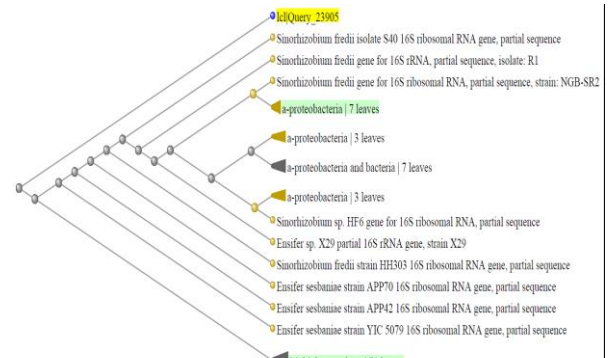 lcl|Query_23905
Sinorhizobium fredii isolate S40 16S ribosomal RNA gene, partial sequence
Sinorhizobium fredii gene for 16S rRNA, partial sequence, isolate: R1
Sinorhizobium fredii gene for 16S ribosomal RNA, partial sequence, strain: NGB-SR2
a-proteobacteria | 7 leaves
a-proteobacteria | 3 leaves
a-proteobacteria and bacteria | 7 leaves
a-proteobacteria | 3 leaves
Sinorhizobium sp. HF6 gene for 16S ribosomal RNA, partial sequence
Ensifer sp. X29 partial 16S rRNA gene, strain X29
Sinorhizobium fredii strain HH303 16S ribosomal RNA gene, partial sequence
Ensifer sesbaniae strain APP70 16S ribosomal RNA gene, partial sequence
Ensifer sesbaniae strain APP42 16S ribosomal RNA gene, partial sequence
Ensifer sesbaniae strain YIC 5079 16S ribosomal RNA gene, partial sequence